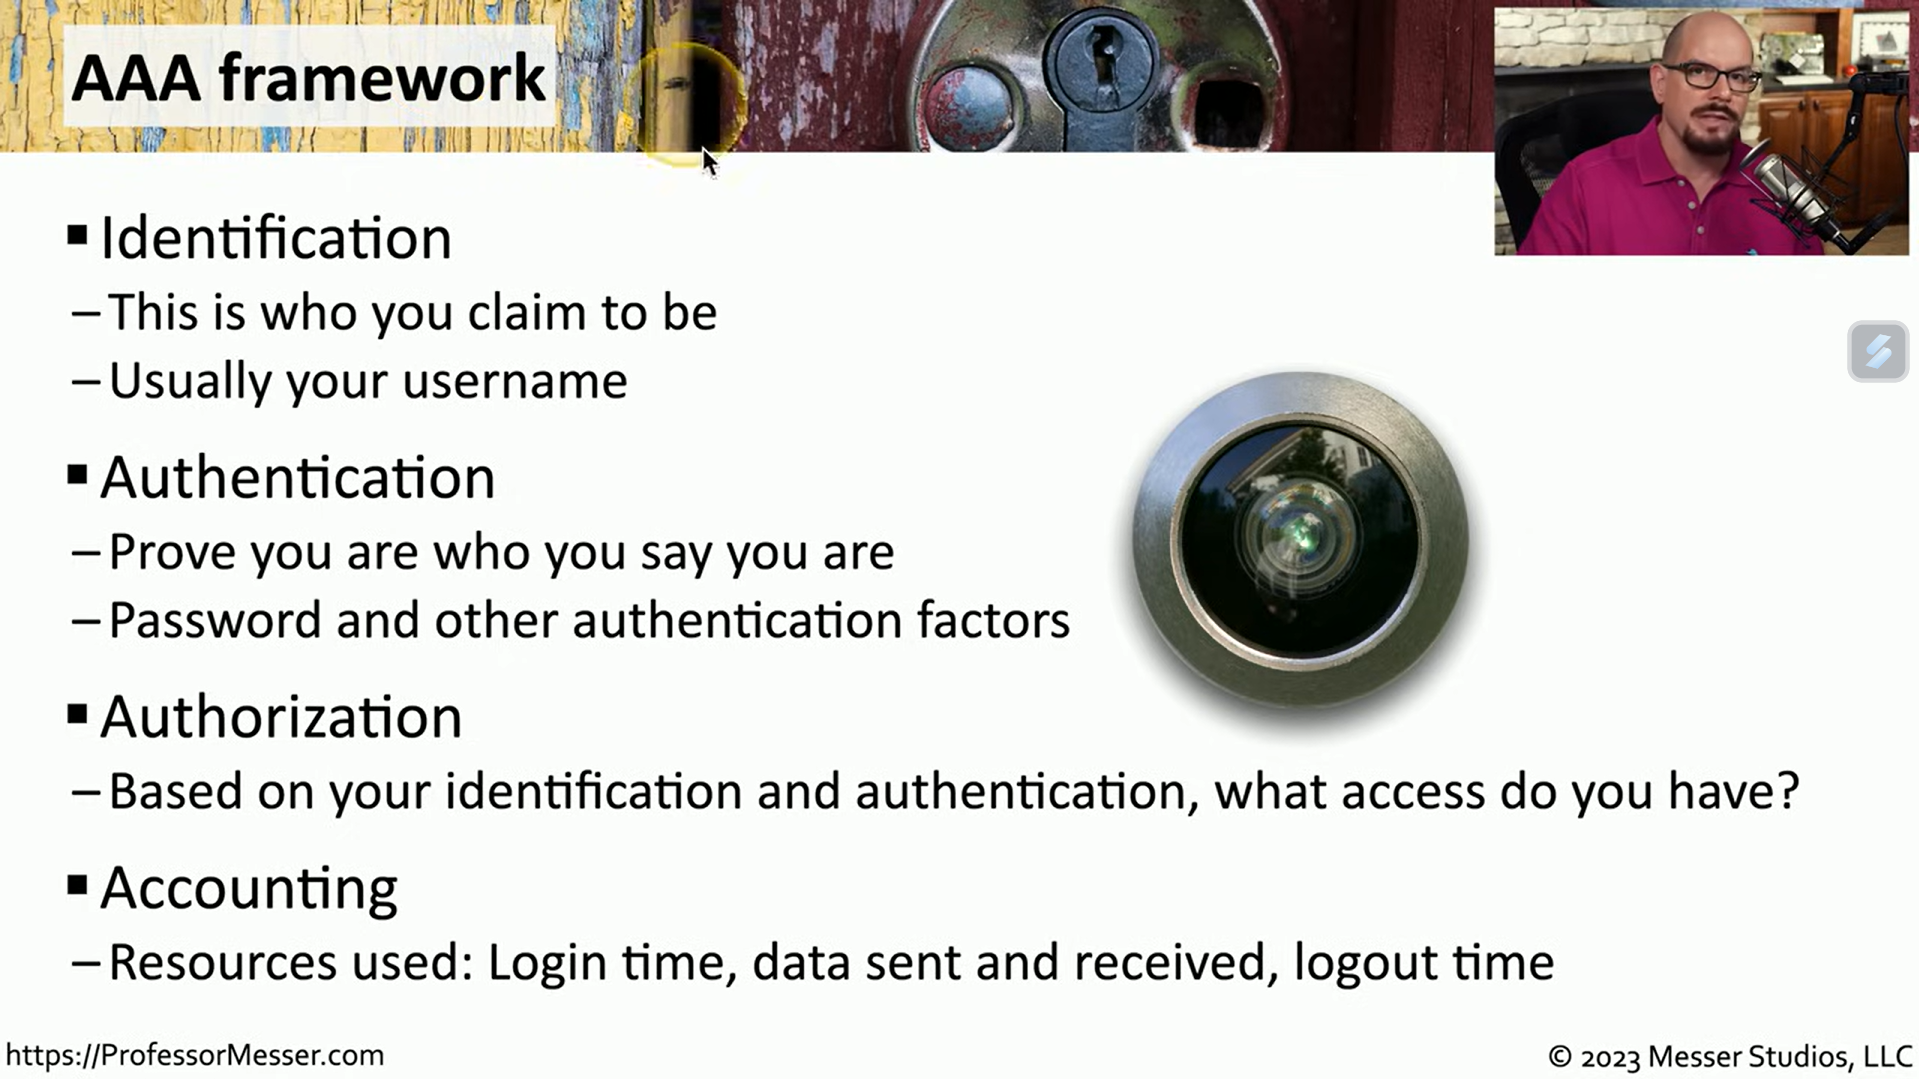 AAA framework
▪ Identification
– This is who you claim to be
– Usually your username
▪ Authentication
– Prove you are who you say you are
– Password and other authentication factors
▪ Authorization
– Based on your identification and authentication, what access do you have?
▪ Accounting
– Resources used: Login time, data sent and received, logout time
https://ProfessorMesser.com
© 2023 Messer Studios, LLC